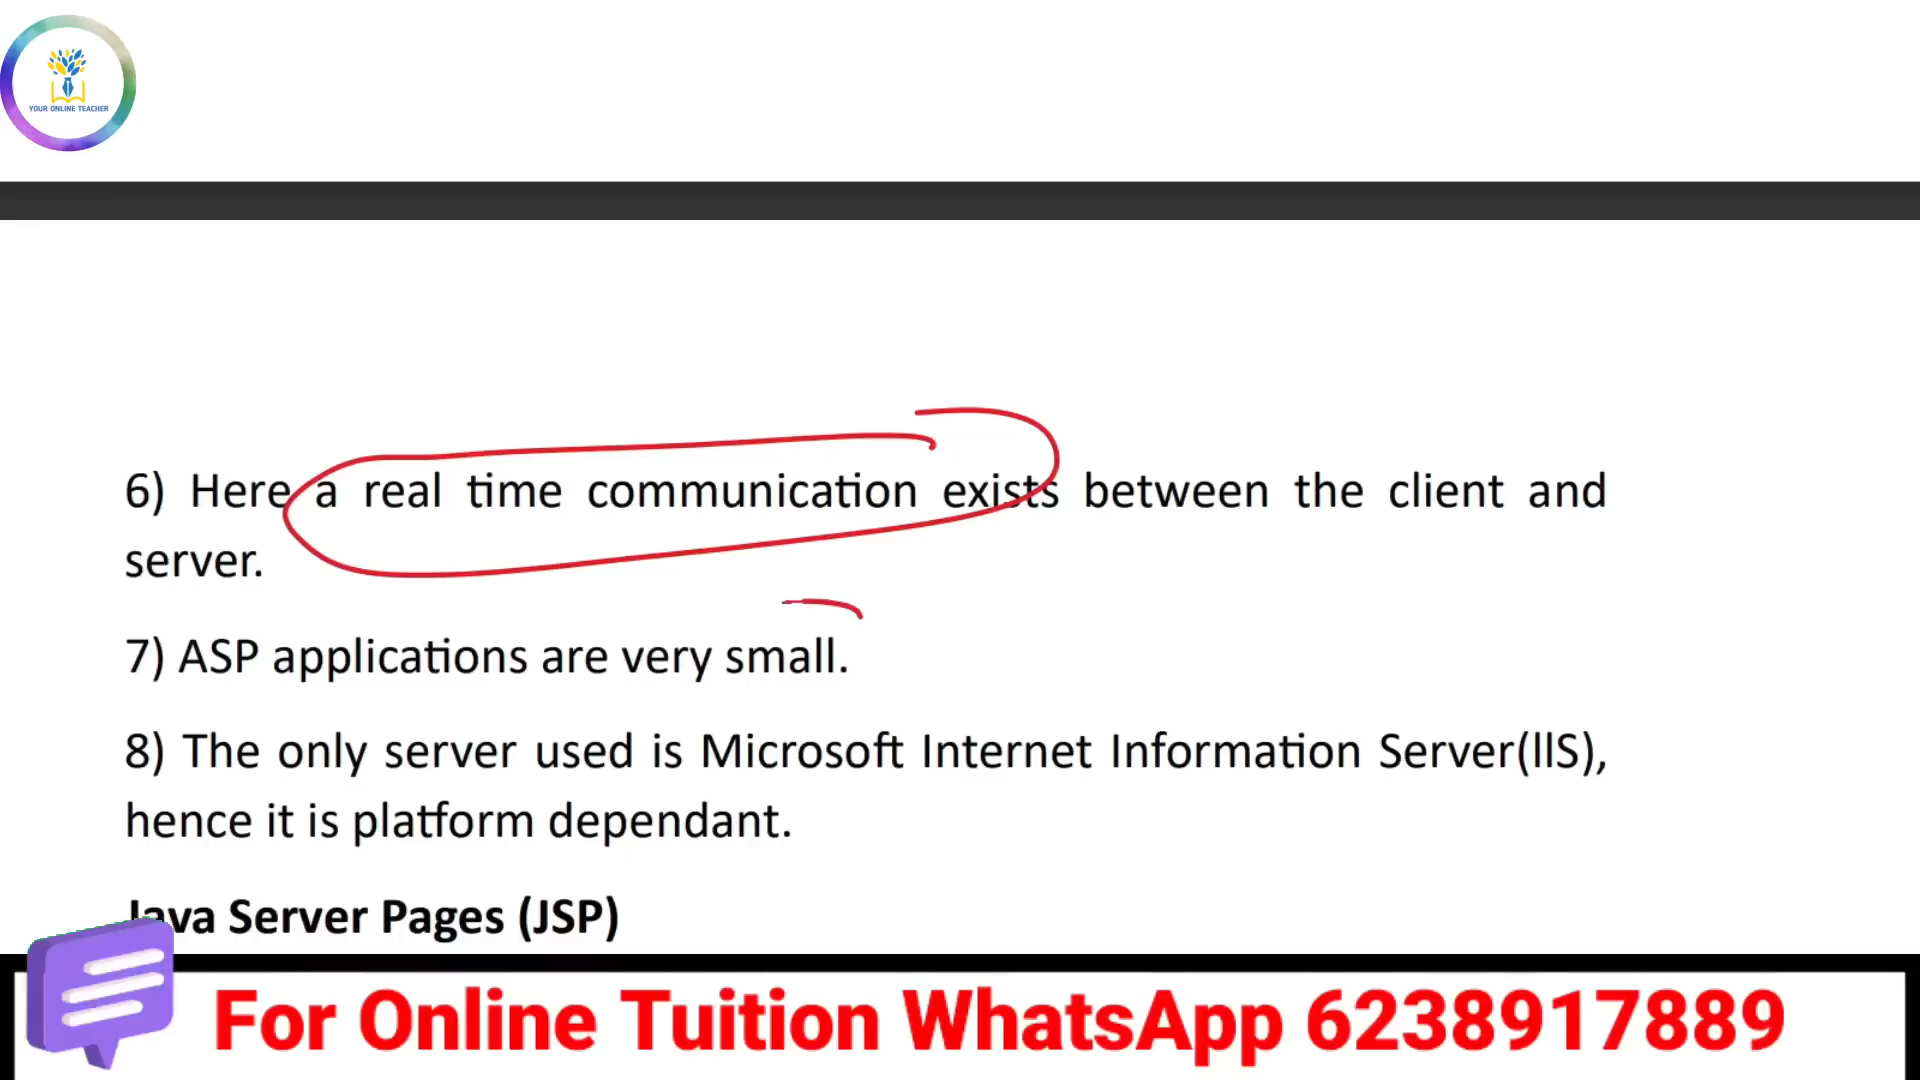 YOUR ONLINE TEACHER
6) Here a real time communication exists between the client and
server.
7) ASP applications are very small.
8) The only server used is Microsoft Internet Information Server(llS),
hence it is platform dependant.
Java Server Pages (JSP)
For Online Tuition WhatsApp 6238917889